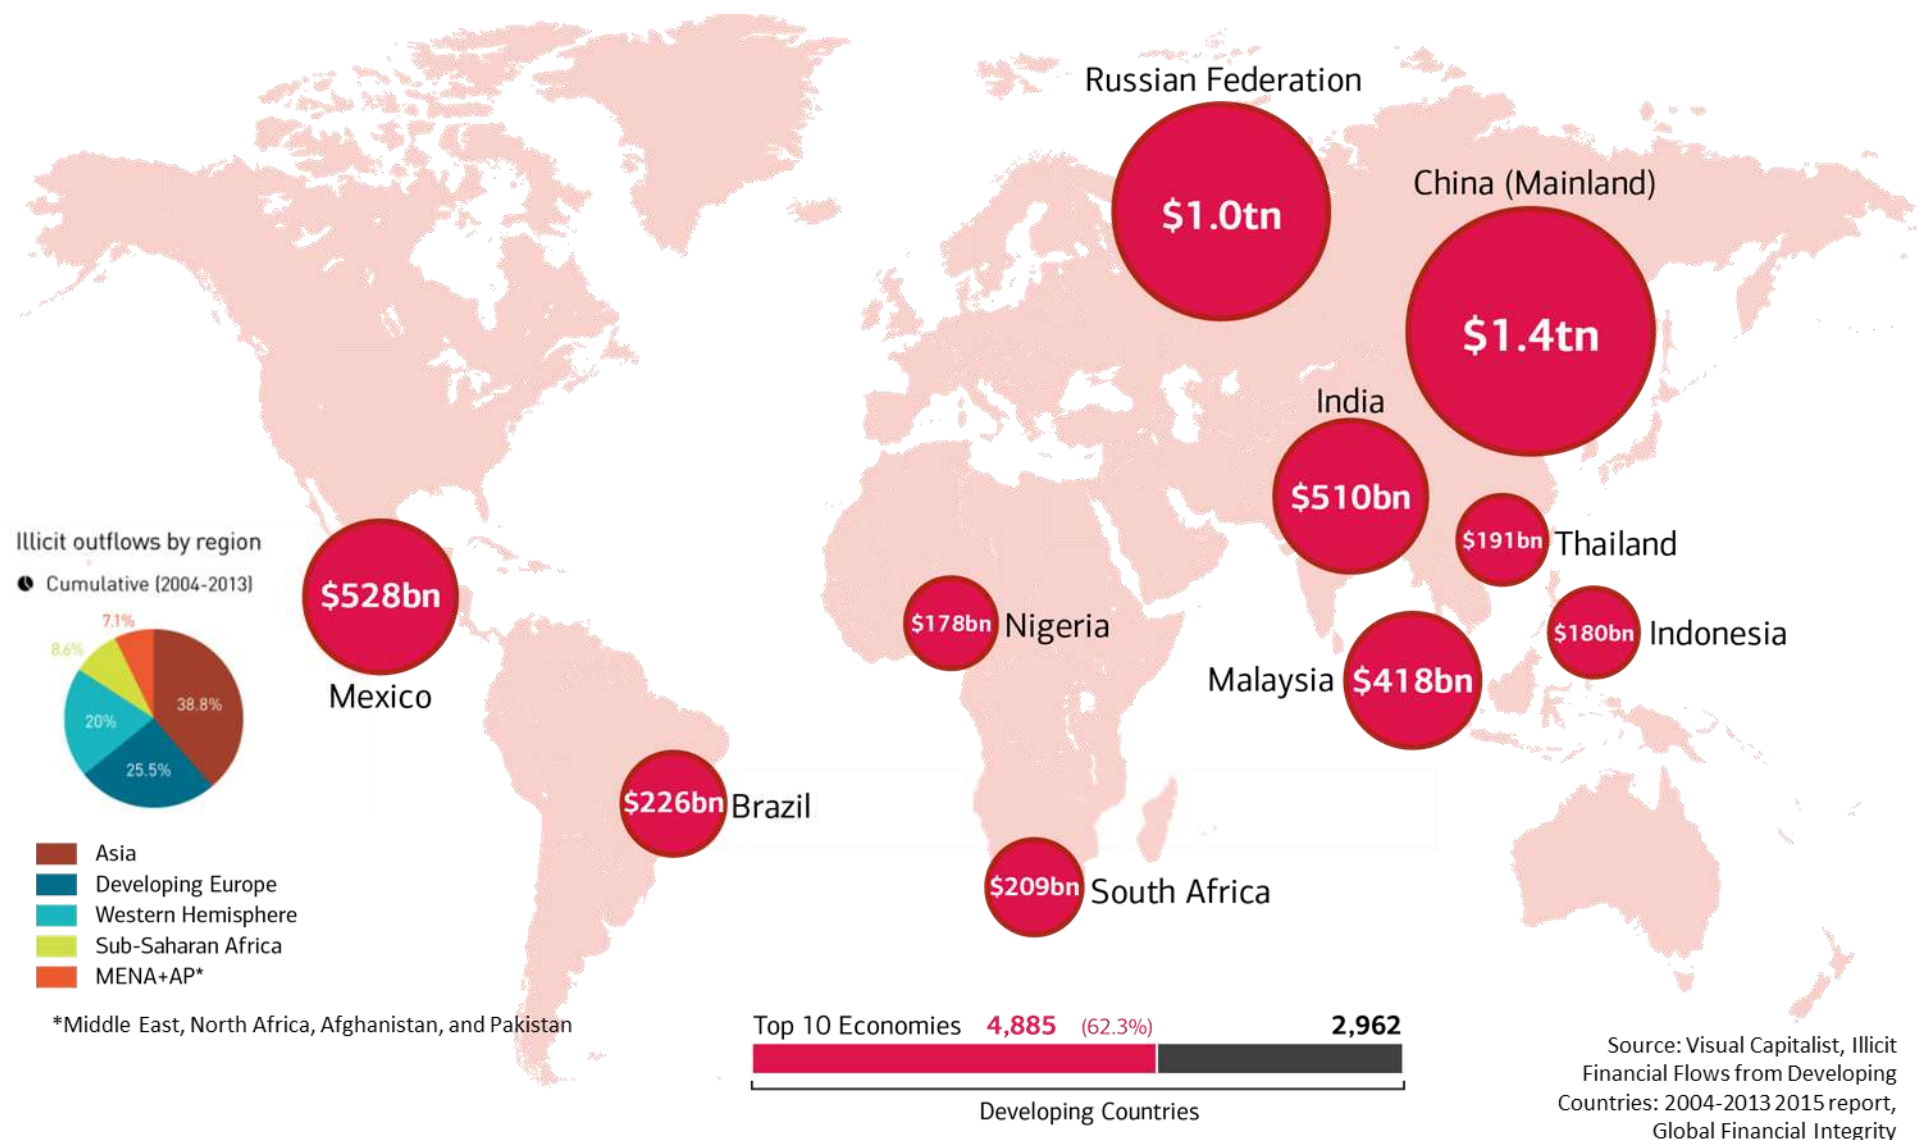 Russian Federation
$1.0tn
China (Mainland)
$1.4tn
India
$510bn
$191bn Thailand
$528bn
Mexico
$178bn Nigeria
$180bn Indonesia
Malaysia $418bn
$226bn Brazil
$209bn South Africa
Illicit outflows by region
Cumulative (2004-2013)
7.1%
8.6%
38.8%
20%
25.5%
Asia
Developing Europe
Western Hemisphere
Sub-Saharan Africa
MENA+AP*
*Middle East, North Africa, Afghanistan, and Pakistan
Top 10 Economies 4,885 (62.3%) 2,962
Developing Countries
Source: Visual Capitalist, Illicit
Financial Flows from Developing
Countries: 2004-2013 2015 report,
Global Financial Integrity